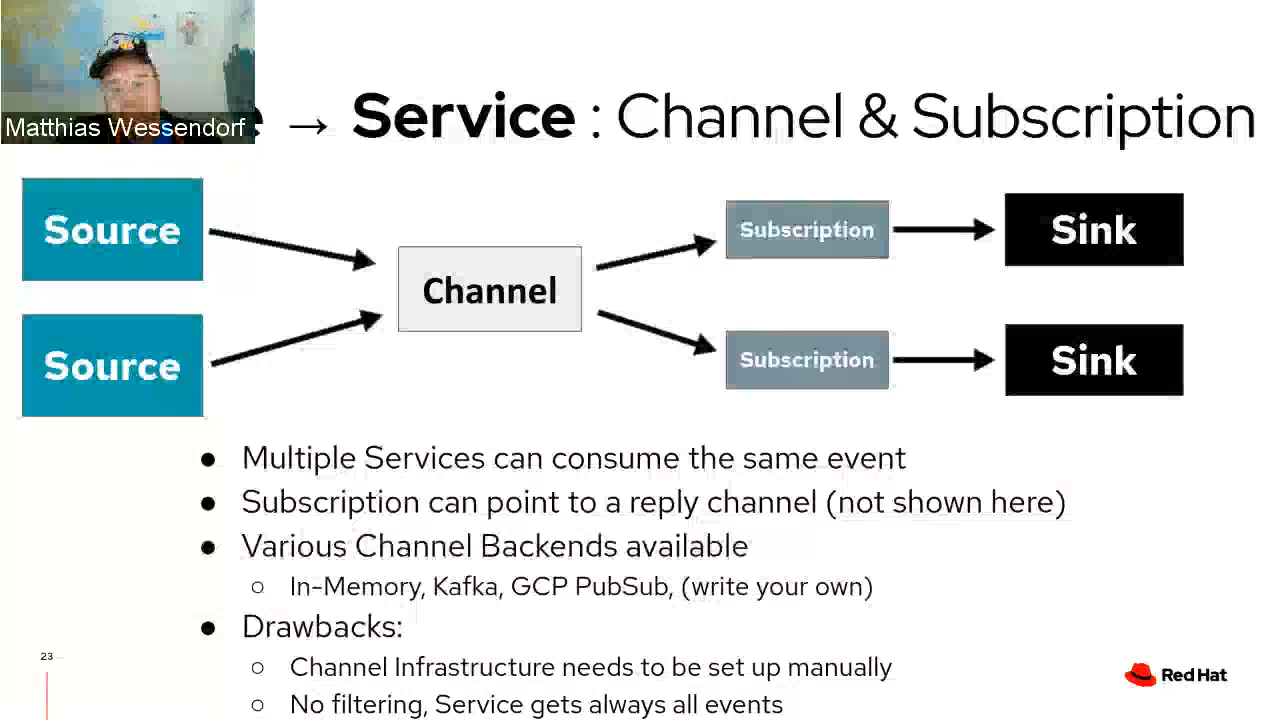 Matthias Wessendorf
→ Service : Channel & Subscription
Source
Source
Channel
Subscription
Sink
Subscription
Sink
● Multiple Services can consume the same event
● Subscription can point to a reply channel (not shown here)
● Various Channel Backends available
○ In-Memory, Kafka, GCP PubSub, (write your own)
● Drawbacks:
○ Channel Infrastructure needs to be set up manually
○ No filtering, Service gets always all events
23
Red Hat